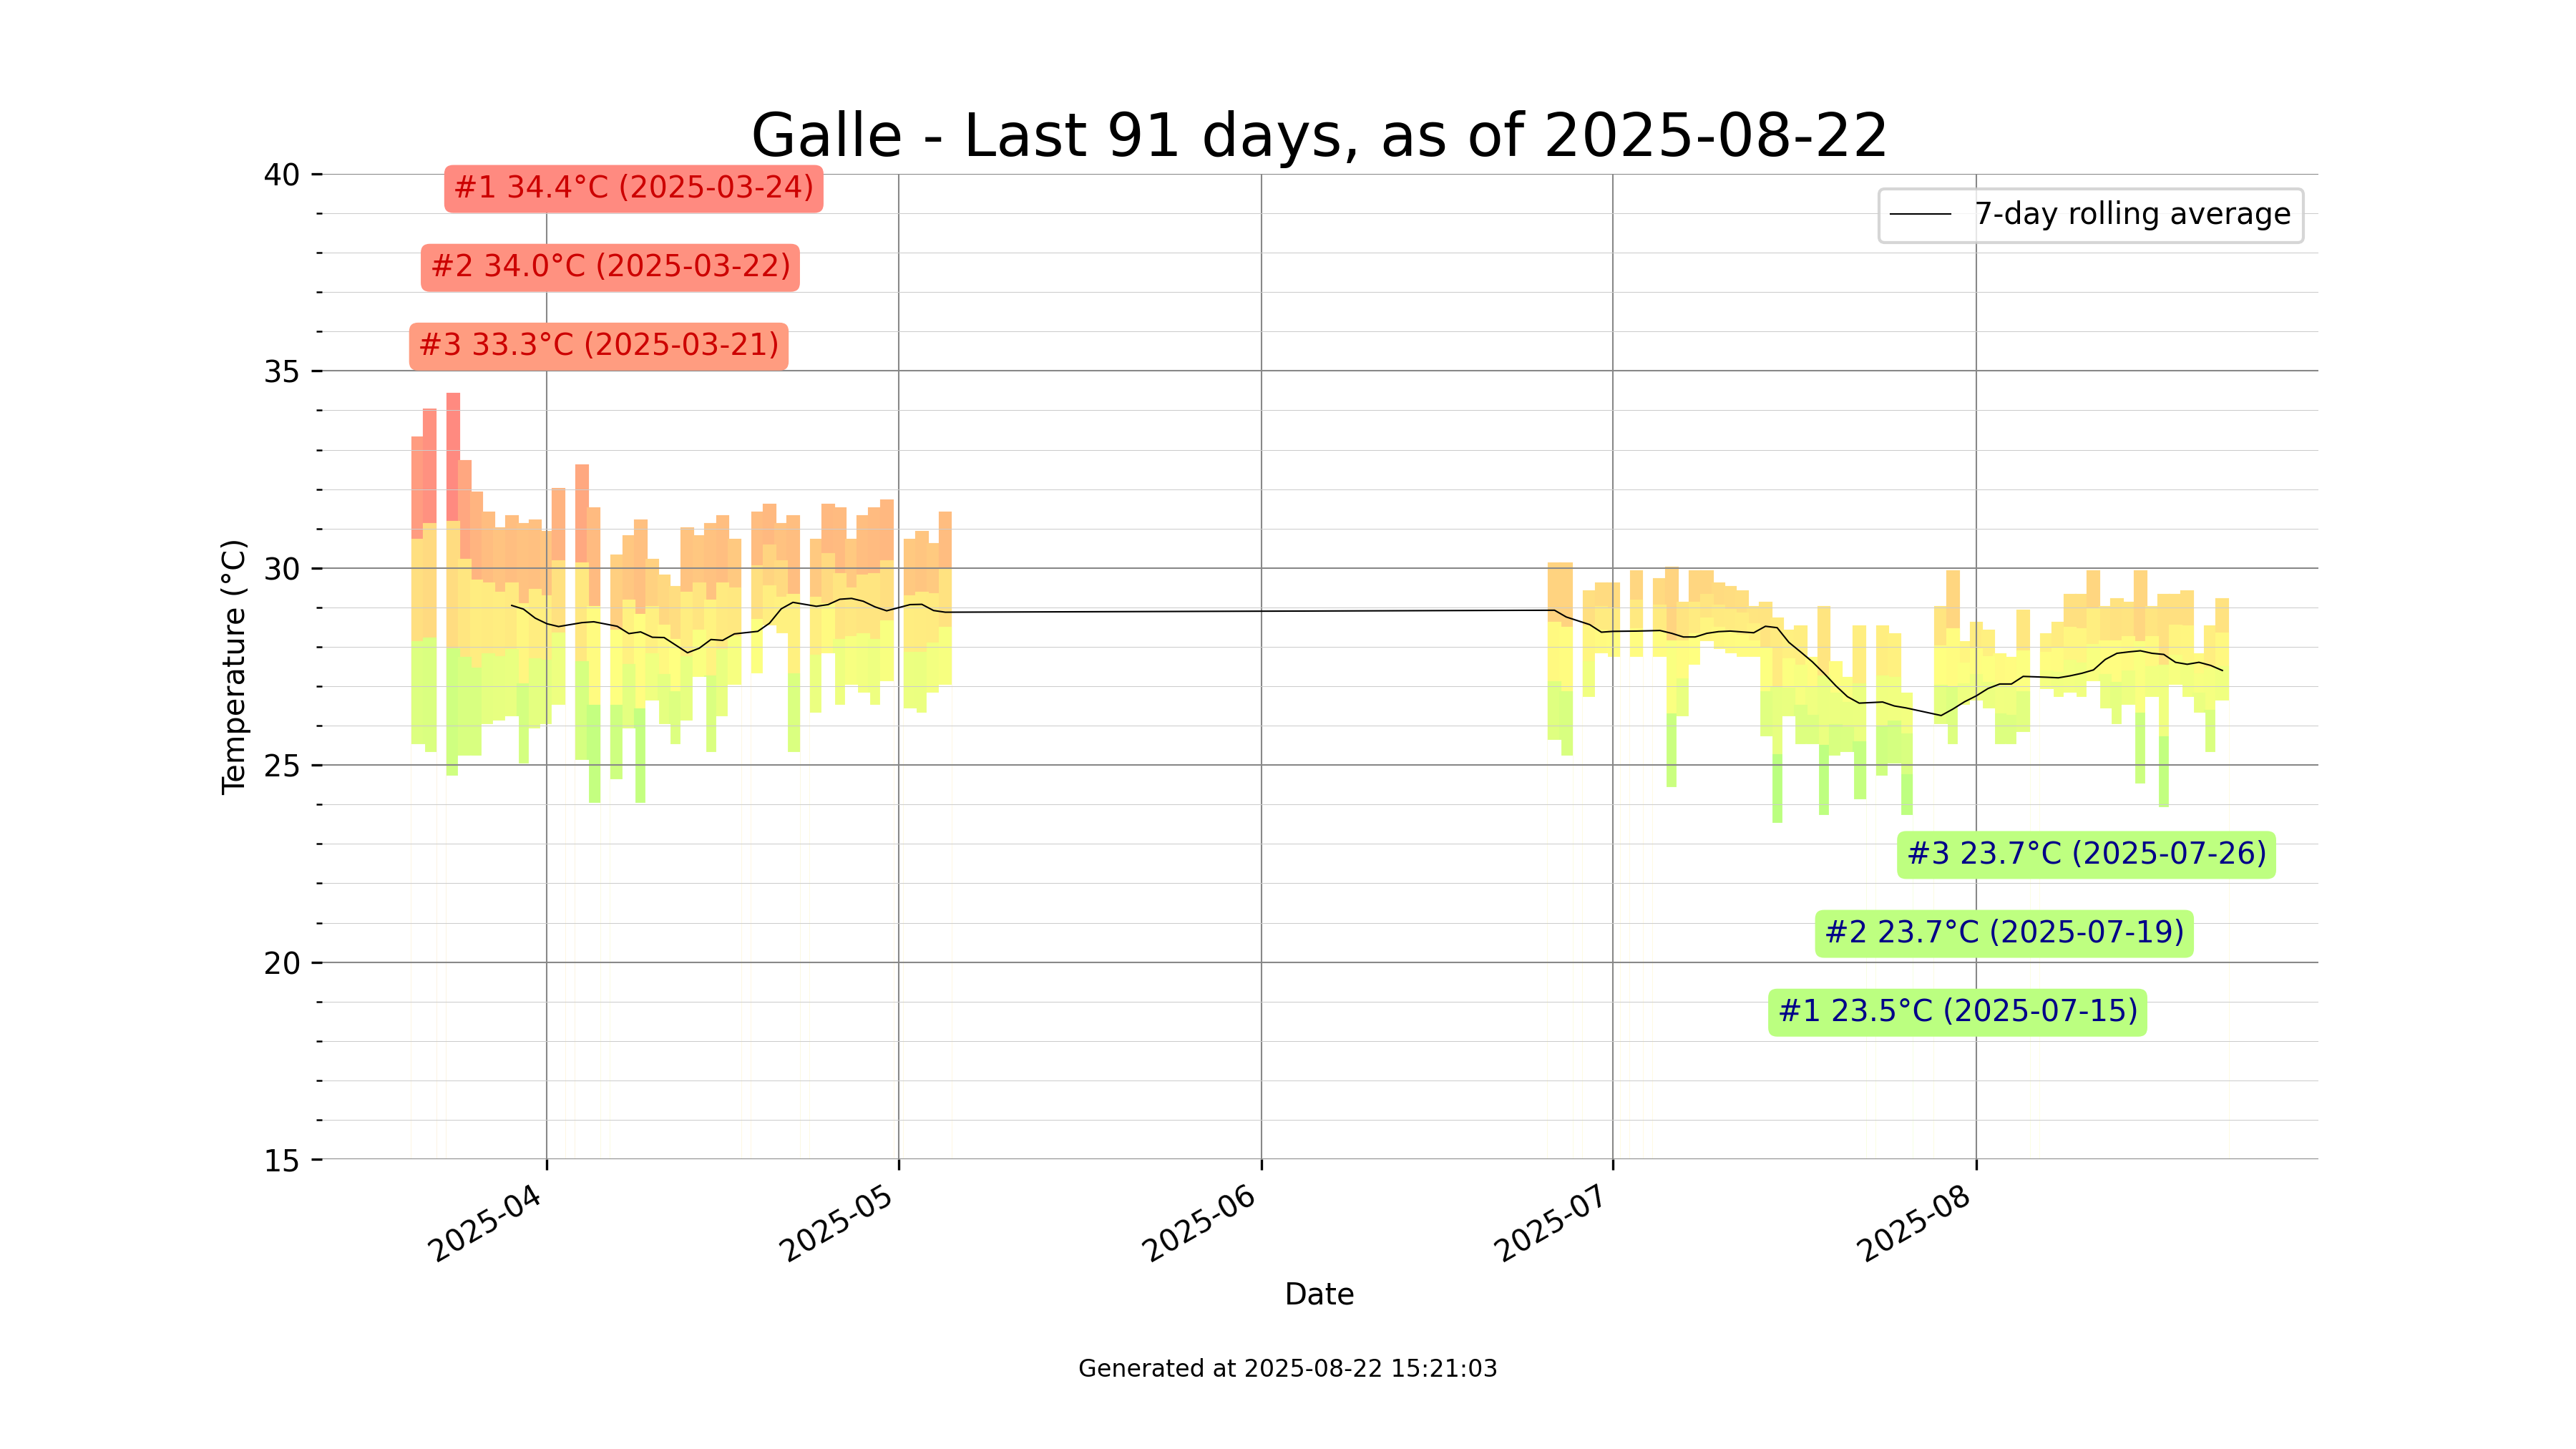 Galle - Last 91 days, as of 2025-08-22
#1 34.4°C (2025-03-24)
#2 34.0°C (2025-03-22)
#3 33.3°C (2025-03-21)
7-day rolling average
40
35
30
25
20
15
Temperature (°C)
#3 23.7°C (2025-07-26)
#2 23.7°C (2025-07-19)
#1 23.5°C (2025-07-15)
2025-04
2025-05
2025-06
2025-07
2025-08
Date
Generated at 2025-08-22 15:21:03